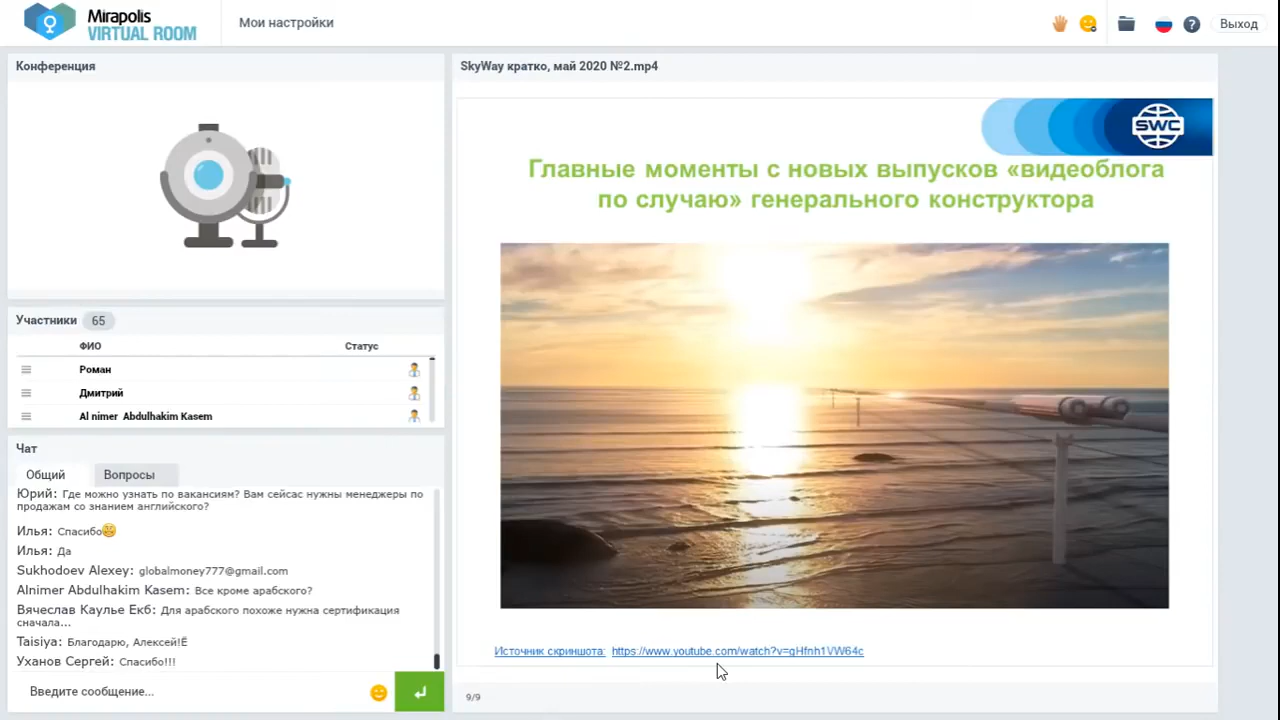 Mirapolis
VIRTUAL ROOM
Мои настройки
Выход
Конференция
Участники 65
ФИО Статус
Роман
Дмитрий
Al nimer Abdulhakim Kasem
Чат
Общий Вопросы
Юрий: Где можно узнать по вакансиям? Вам сейсас нужны менеджеры по
продажам со знанием английского?
Илья: Спасибо
Илья: Да
Sukhodoev Alexey: globalmoney777@gmail.com
Alnimer Abdulhakim Kasem: Все кроме арабского?
Вячеслав Каулье Екб: Для арабского похоже нужна сертификация
сначала...
Taisiya: Благодарю, Алексей!Ё
Уханов Сергей: Спасибо!!!
Введите сообщение...
SkyWay кратко, май 2020 №2.mp4
SWC
Главные моменты с новых выпусков «видеоблога
по случаю» генерального конструктора
Источник скриншота: https://www.youtube.com/watch?v=gHfnh1VW64c
9/9